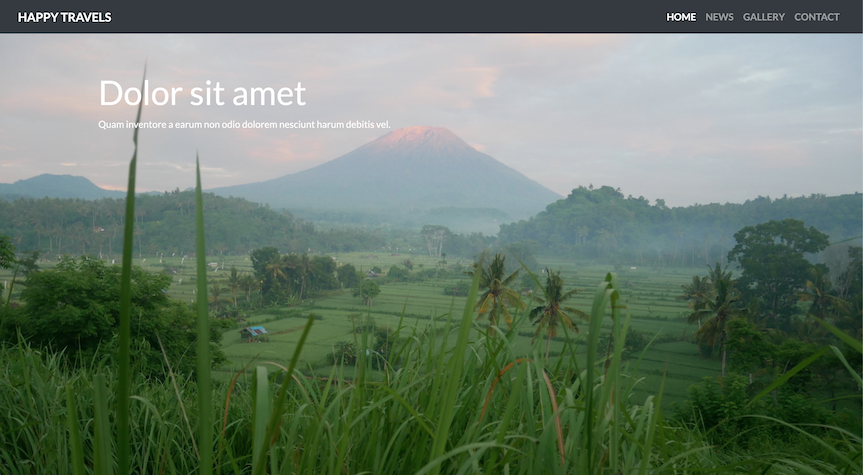 HAPPY TRAVELS
HOME NEWS GALLERY CONTACT
Dolor sit amet
Quam inventore a earum non odio dolorem nesciunt harum debitis vel.